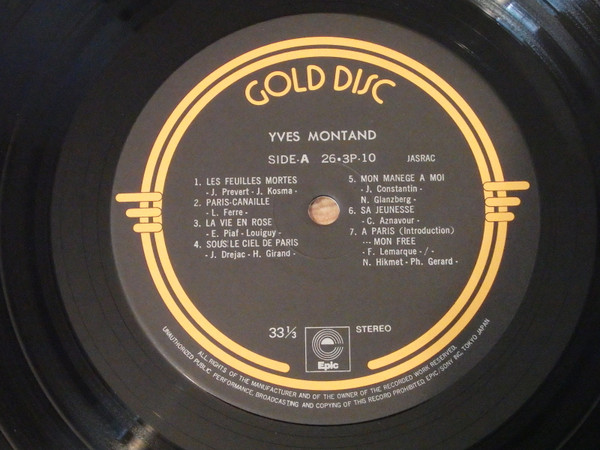 GOLD DISC
YVES MONTAND
SIDE-A 26•3P-10 JASRAC
1. LES FEUILLES MORTES
- J. Prevert - J. Kosma -
2. PARIS-CANAILLE
- L. Ferre -
3. LA VIE EN ROSE
- E. Piaf - Louiguy -
4. SOUS LE CIEL DE PARIS
- J. Drejac - H. Girand -
5. MON MANEGE A MOI
- J. Constantin -
N. Glanzberg -
6. SA JEUNESSE
- C. Aznavour -
7. A PARIS (Introduction)
···MON FREE
- F. Lemarque - / -
N. Hikmet - Ph. Gerard -
33⅓ STEREO
Epic
ALL RIGHTS OF THE MANUFACTURER AND OF THE OWNER OF THE RECORDED WORK RESERVED.
UNAUTHORIZED PUBLIC PERFORMANCE, BROADCASTING AND COPYING OF THIS RECORD PROHIBITED. EPIC/SONY INC. TOKYO JAPAN